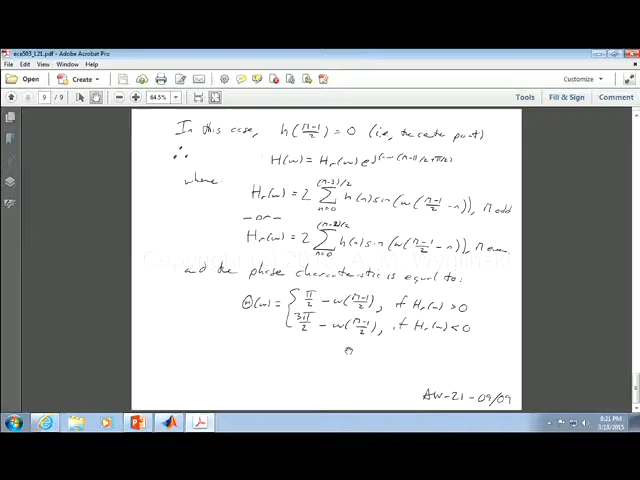 ece503_L21.pdf - Adobe Acrobat Pro
File Edit View Window Help
Open Create
Customize
9 / 9 64.5% Tools Fill & Sign Comment
In this case, h((M-1)/2) = 0 (i.e., the center point)
∴ H(ω) = Hr(ω) e^j(-ω(M-1)/2+π/2)
where:
Hr(ω) = 2 Σ_{n=0}^{(M-3)/2} h(n) sin(ω((M-1)/2 - n)), M odd
- or -
Hr(ω) = 2 Σ_{n=0}^{(M-2)/2} h(n) sin(ω((M-1)/2 - n)), M even
and the phase characteristic is equal to:
Θ(ω) = { π/2 - ω((M-1)/2), if Hr(ω) > 0
3π/2 - ω((M-1)/2), if Hr(ω) < 0
AW-21-09/09
8:21 PM
3/18/2015